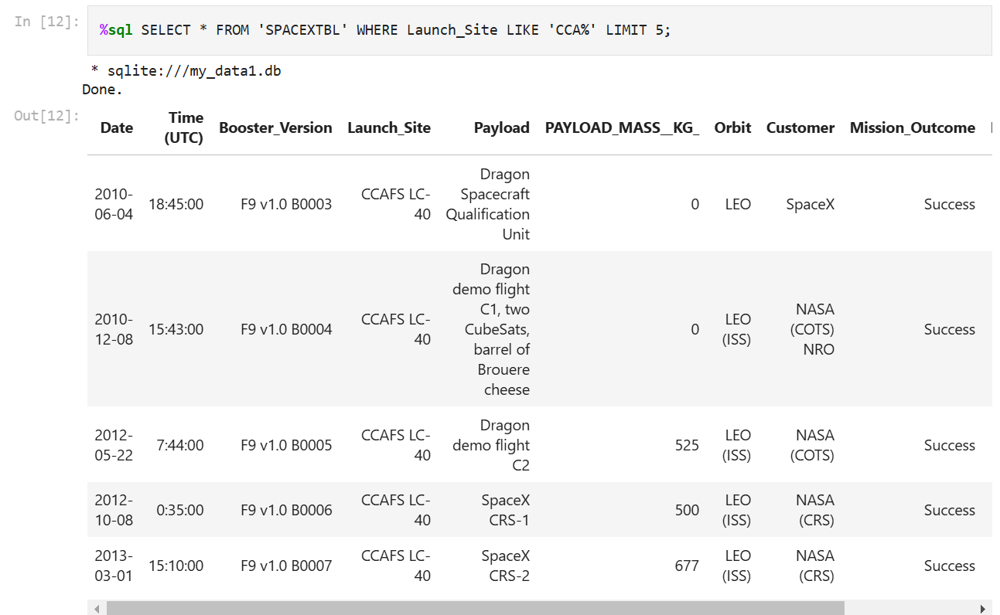 In [12]: %sql SELECT * FROM 'SPACEXTBL' WHERE Launch_Site LIKE 'CCA%' LIMIT 5;
* sqlite:///my_data1.db
Done.
Out[12]:
Date Time (UTC) Booster_Version Launch_Site Payload PAYLOAD_MASS__KG_ Orbit Customer Mission_Outcome
2010-06-04 18:45:00 F9 v1.0 B0003 CCAFS LC-40 Dragon Spacecraft Qualification Unit 0 LEO SpaceX Success
2010-12-08 15:43:00 F9 v1.0 B0004 CCAFS LC-40 Dragon demo flight C1, two CubeSats, barrel of Brouere cheese 0 LEO (ISS) NASA (COTS) NRO Success
2012-05-22 7:44:00 F9 v1.0 B0005 CCAFS LC-40 Dragon demo flight C2 525 LEO (ISS) NASA (COTS) Success
2012-10-08 0:35:00 F9 v1.0 B0006 CCAFS LC-40 SpaceX CRS-1 500 LEO (ISS) NASA (CRS) Success
2013-03-01 15:10:00 F9 v1.0 B0007 CCAFS LC-40 SpaceX CRS-2 677 LEO (ISS) NASA (CRS) Success